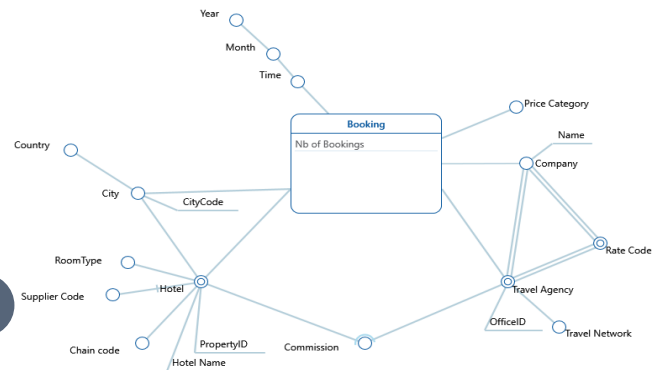 Year
Month
Time
Booking
Nb of Bookings
Price Category
Name
Company
Country
City
CityCode
RoomType
Hotel
Supplier Code
Chain code
PropertyID
Hotel Name
Commission
Rate Code
Travel Agency
OfficeID
Travel Network